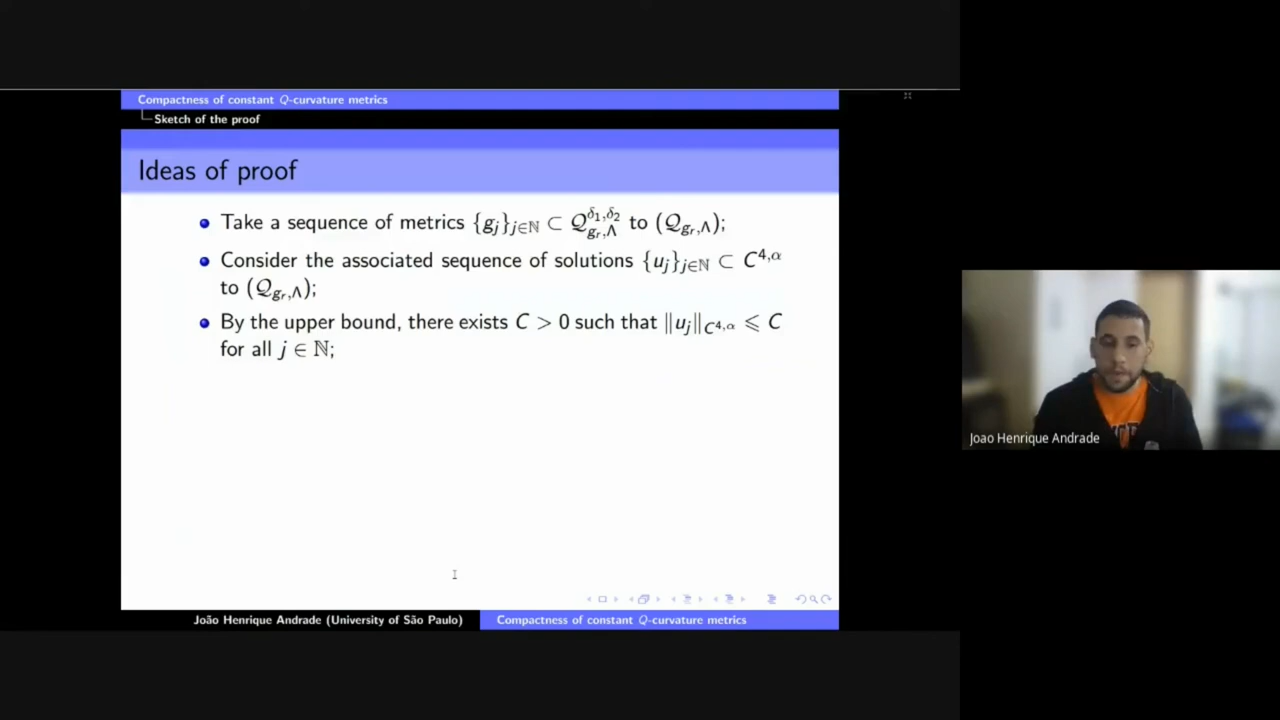 Compactness of constant Q-curvature metrics
Sketch of the proof
Ideas of proof
Take a sequence of metrics {g_j}_{j∈ℕ} ⊂ 𝒬^{δ₁,δ₂}_{g_r,Λ} to (𝒬_{g_r,Λ});
Consider the associated sequence of solutions {u_j}_{j∈ℕ} ⊂ C^{4,α}
to (𝒬_{g_r,Λ});
By the upper bound, there exists C > 0 such that ‖u_j‖_{C^{4,α}} ⩽ C
for all j ∈ ℕ;
Joao Henrique Andrade
João Henrique Andrade (University of São Paulo)
Compactness of constant Q-curvature metrics